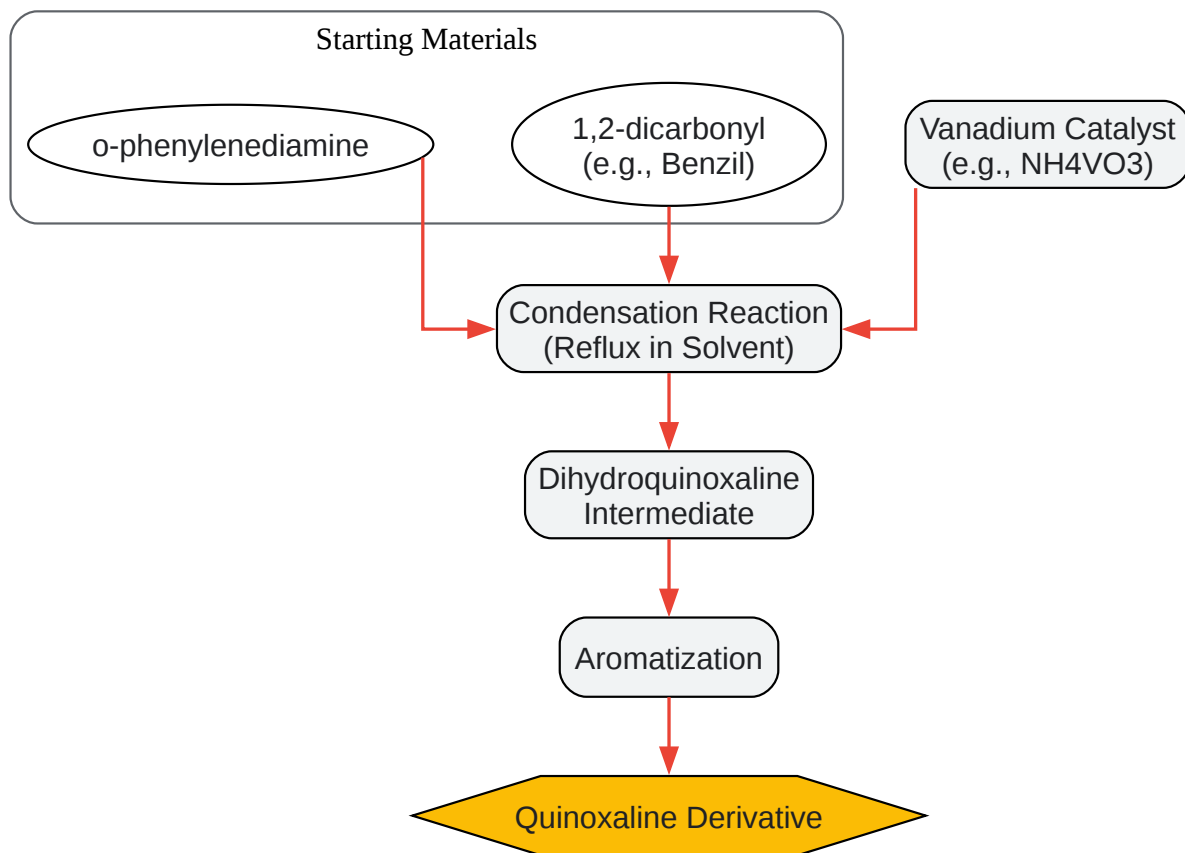 Starting Materials
o-phenylenediamine
1,2-dicarbonyl
(e.g., Benzil)
Vanadium Catalyst
(e.g., NH4VO3)
Condensation Reaction
(Reflux in Solvent)
Dihydroquinoxaline
Intermediate
Aromatization
Quinoxaline Derivative